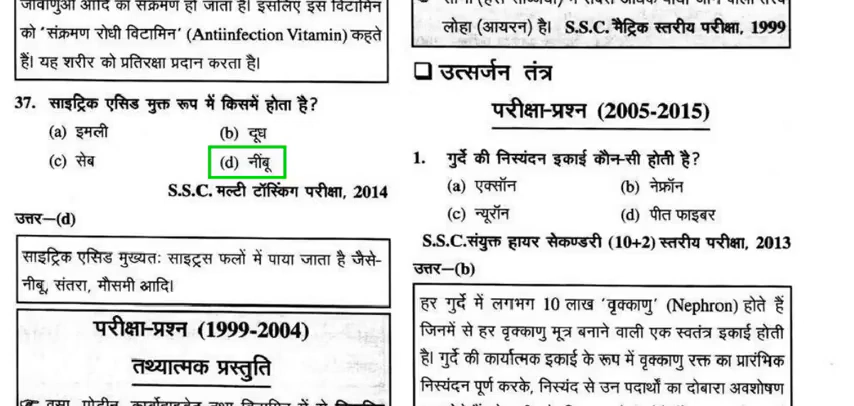 जीवाणुओं आदि का संक्रमण हो जाता है। इसलिए इस विटामिन
को 'संक्रमण रोधी विटामिन' (Antiinfection Vitamin) कहते
हैं। यह शरीर को प्रतिरक्षा प्रदान करता है।
37. साइट्रिक एसिड मुक्त रूप में किसमें होता है?
(a) इमली (b) दूध
(c) सेब (d) नींबू
S.S.C. मल्टी टॉस्किंग परीक्षा, 2014
उत्तर—(d)
साइट्रिक एसिड मुख्यतः साइट्रस फलों में पाया जाता है जैसे-
नीबू, संतरा, मौसमी आदि।
परीक्षा-प्रश्न (1999-2004)
तथ्यात्मक प्रस्तुति
लोहा (आयरन) है। S.S.C. मैट्रिक स्तरीय परीक्षा, 1999
❑ उत्सर्जन तंत्र
परीक्षा-प्रश्न (2005-2015)
1. गुर्दे की निस्यंदन इकाई कौन-सी होती है?
(a) एक्सॉन (b) नेफ्रॉन
(c) न्यूरॉन (d) पीत फाइबर
S.S.C.संयुक्त हायर सेकण्डरी (10+2) स्तरीय परीक्षा, 2013
उत्तर—(b)
हर गुर्दे में लगभग 10 लाख 'वृक्काणु' (Nephron) होते हैं
जिनमें से हर वृक्काणु मूत्र बनाने वाली एक स्वतंत्र इकाई होती
है। गुर्दे की कार्यात्मक इकाई के रूप में वृक्काणु रक्त का प्रारंभिक
निस्यंदन पूर्ण करके, निस्यंद से उन पदार्थों का दोबारा अवशोषण